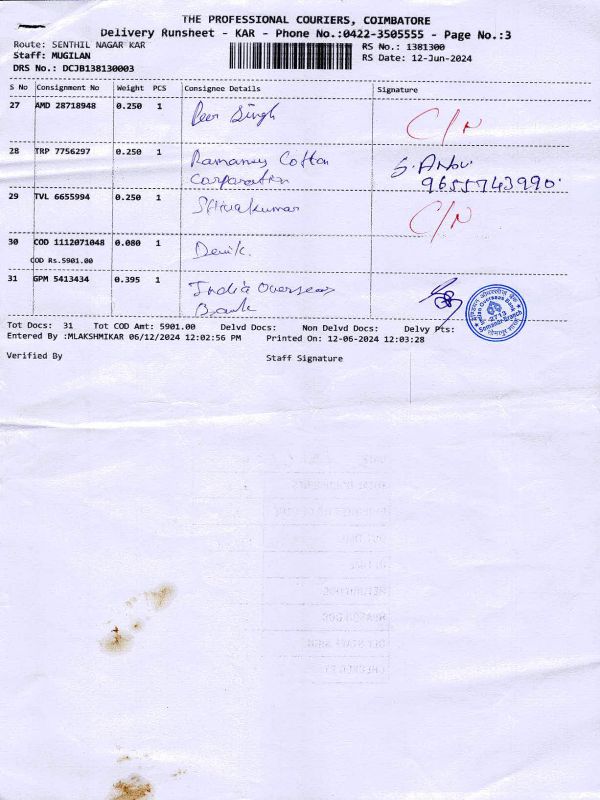 THE PROFESSIONAL COURIERS, COIMBATORE
Delivery Runsheet - KAR - Phone No.:0422-3505555 - Page No.:3
Route: SENTHIL NAGAR KAR
RS No.: 1381300
Staff: MUGILAN
RS Date: 12-Jun-2024
DRS No.: DCJB138130003
S No Consignment No Weight PCS Consignee Details Signature
27 AMD 28718948 0.250 1 Peer Singh C/N
28 TRP 7756297 0.250 1 Ramaney Cotton S. Anbu
Corporation 9655743990
29 TVL 6655994 0.250 1 Shivakumar C/N
30 COD 1112071048 0.080 1
COD Rs.5901.00
31 GPM 5413434 0.395 1 India Overseas
Bank
Tot Docs: 31 Tot COD Amt: 5901.00 Delvd Docs: Non Delvd Docs: Delvy Pts:
Entered By :MLAKSHMIKAR 06/12/2024 12:02:56 PM Printed On: 12-06-2024 12:03:28
Verified By Staff Signature
Indian Overseas Bank
2713